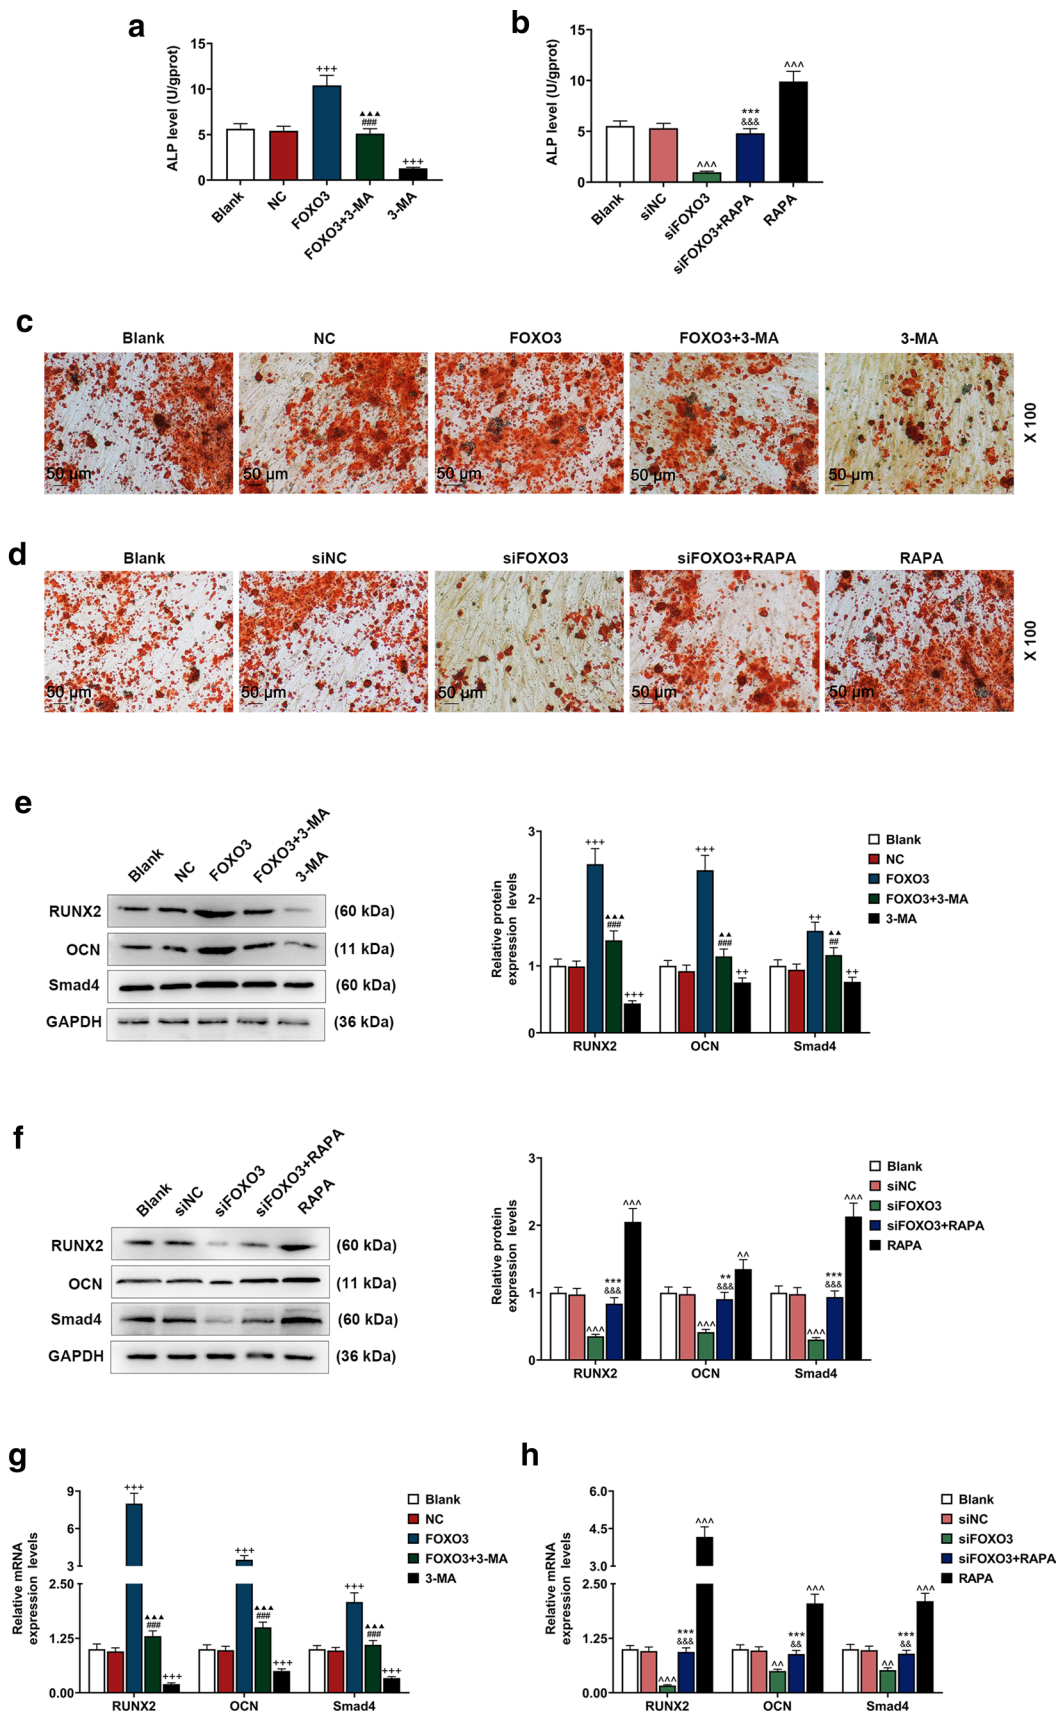 a
ALP level (U/gprot)
15
10
5
0
+++
▲▲▲
###
+++
Blank
NC
FOXO3
FOXO3+3-MA
3-MA
b
ALP level (U/gprot)
15
10
5
0
^^^
***
&&&
^^^
Blank
siNC
siFOXO3
siFOXO3+RAPA
RAPA
c
Blank NC FOXO3 FOXO3+3-MA 3-MA
50 µm 50 µm 50 µm 50 µm 50 µm
X 100
d
Blank siNC siFOXO3 siFOXO3+RAPA RAPA
50 µm 50 µm 50 µm 50 µm 50 µm
X 100
e
Blank NC FOXO3 FOXO3+3-MA 3-MA
RUNX2 (60 kDa)
OCN (11 kDa)
Smad4 (60 kDa)
GAPDH (36 kDa)
Relative protein
expression levels
3
2
1
0
+++ ▲▲▲ ### +++
+++ ▲▲ ### ++
++ ▲▲ ## ++
RUNX2 OCN Smad4
Blank
NC
FOXO3
FOXO3+3-MA
3-MA
f
Blank siNC siFOXO3 siFOXO3+RAPA RAPA
RUNX2 (60 kDa)
OCN (11 kDa)
Smad4 (60 kDa)
GAPDH (36 kDa)
Relative protein
expression levels
3
2
1
0
^^^ *** &&& ^^^
^^^ ** &&& ^^
^^^ *** &&& ^^^
RUNX2 OCN Smad4
Blank
siNC
siFOXO3
siFOXO3+RAPA
RAPA
g
Relative mRNA
expression levels
9
6
3
2.50
1.25
0.00
+++ ▲▲▲ ### +++
+++ ▲▲▲ ###
+++ ▲▲▲ ### +++
RUNX2 OCN Smad4
Blank
NC
FOXO3
FOXO3+3-MA
3-MA
h
Relative mRNA
expression levels
6.0
4.5
3.0
2.50
1.25
0.00
^^^ *** &&& ^^^
^^ *** && ^^^
^^ *** && ^^^
RUNX2 OCN Smad4
Blank
siNC
siFOXO3
siFOXO3+RAPA
RAPA